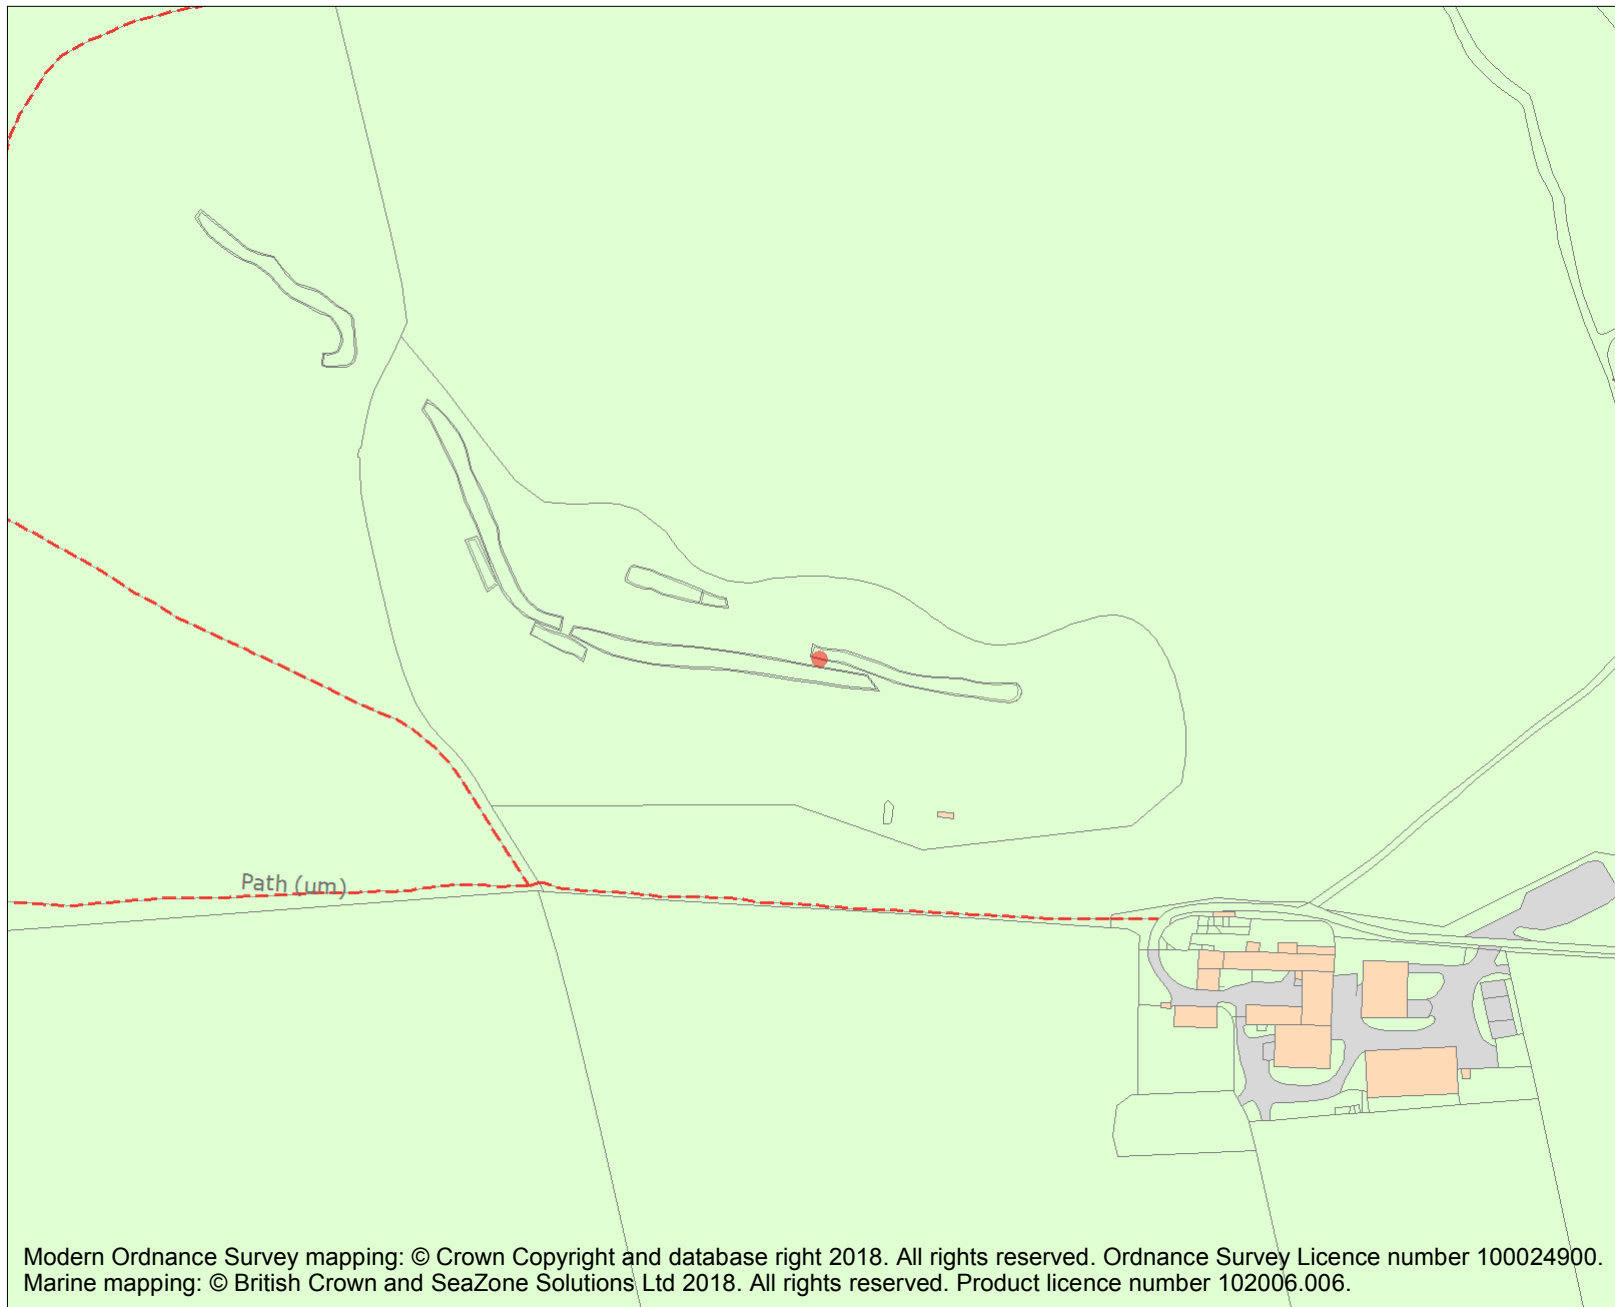 Path (um)
Modern Ordnance Survey mapping: © Crown Copyright and database right 2018. All rights reserved. Ordnance Survey Licence number 100024900.
Marine mapping: © British Crown and SeaZone Solutions Ltd 2018. All rights reserved. Product licence number 102006.006.